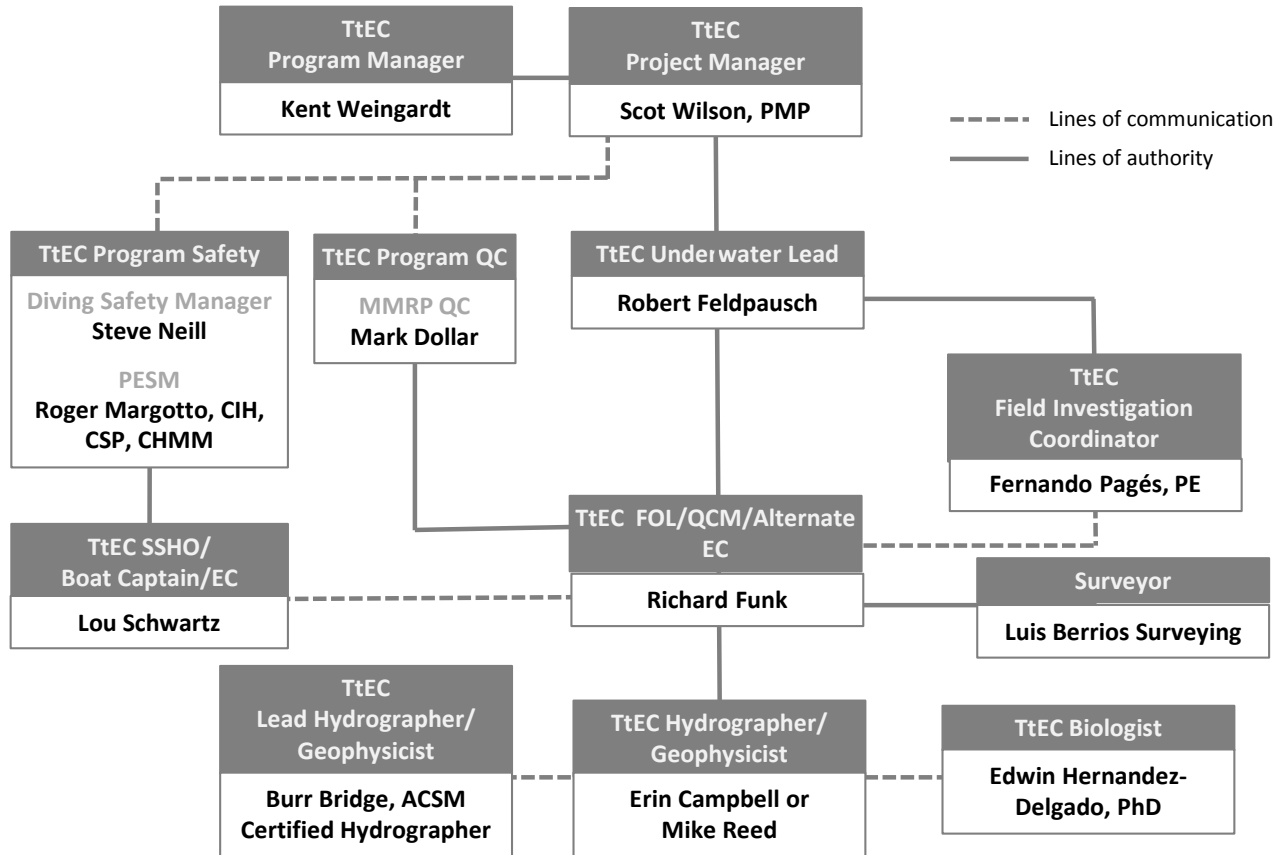 TtEC
Program Manager
Kent Weingardt
TtEC
Project Manager
Scot Wilson, PMP
Lines of communication
Lines of authority
TtEC Program Safety
Diving Safety Manager
Steve Neill
PESM
Roger Margotto, CIH,
CSP, CHMM
TtEC Program QC
MMRP QC
Mark Dollar
TtEC Underwater Lead
Robert Feldpausch
TtEC
Field Investigation
Coordinator
Fernando Pagés, PE
TtEC SSHO/
Boat Captain/EC
Lou Schwartz
TtEC FOL/QCM/Alternate
EC
Richard Funk
Surveyor
Luis Berrios Surveying
TtEC
Lead Hydrographer/
Geophysicist
Burr Bridge, ACSM
Certified Hydrographer
TtEC Hydrographer/
Geophysicist
Erin Campbell or
Mike Reed
TtEC Biologist
Edwin Hernandez-
Delgado, PhD